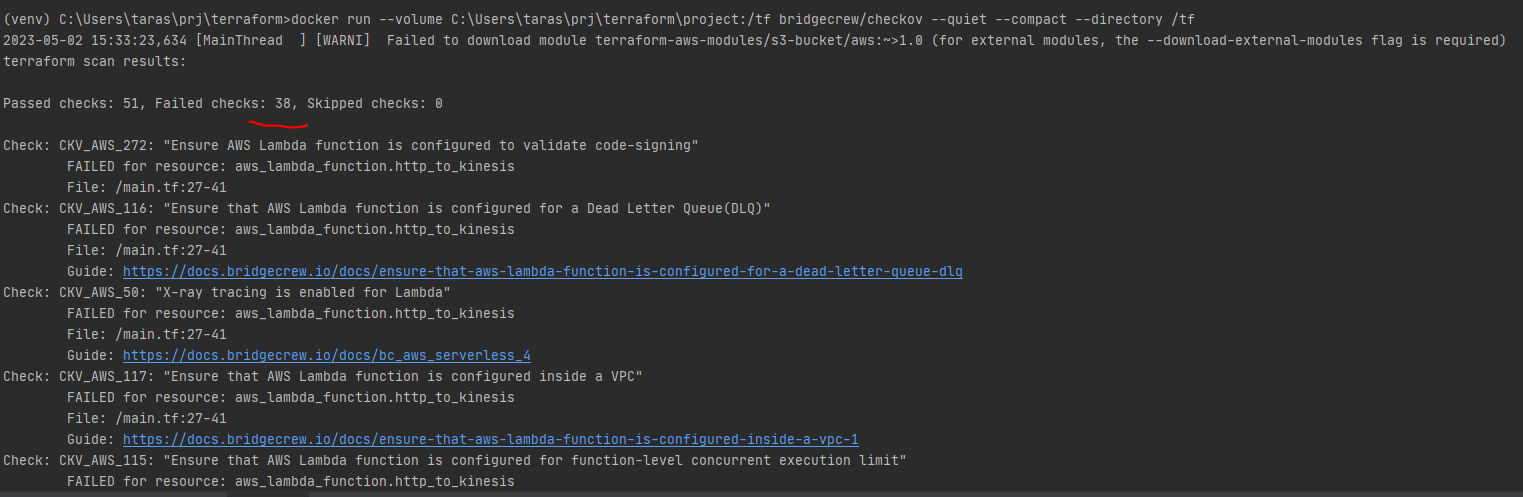 (venv) C:\Users\taras\prj\terraform>docker run --volume C:\Users\taras\prj\terraform\project:/tf bridgecrew/checkov --quiet --compact --directory /tf
2023-05-02 15:33:23,634 [MainThread  ] [WARNI]  Failed to download module terraform-aws-modules/s3-bucket/aws:~>1.0 (for external modules, the --download-external-modules flag is required)
terraform scan results:

Passed checks: 51, Failed checks: 38, Skipped checks: 0

Check: CKV_AWS_272: "Ensure AWS Lambda function is configured to validate code-signing"
        FAILED for resource: aws_lambda_function.http_to_kinesis
        File: /main.tf:27-41
Check: CKV_AWS_116: "Ensure that AWS Lambda function is configured for a Dead Letter Queue(DLQ)"
        FAILED for resource: aws_lambda_function.http_to_kinesis
        File: /main.tf:27-41
        Guide: https://docs.bridgecrew.io/docs/ensure-that-aws-lambda-function-is-configured-for-a-dead-letter-queue-dlq
Check: CKV_AWS_50: "X-ray tracing is enabled for Lambda"
        FAILED for resource: aws_lambda_function.http_to_kinesis
        File: /main.tf:27-41
        Guide: https://docs.bridgecrew.io/docs/bc_aws_serverless_4
Check: CKV_AWS_117: "Ensure that AWS Lambda function is configured inside a VPC"
        FAILED for resource: aws_lambda_function.http_to_kinesis
        File: /main.tf:27-41
        Guide: https://docs.bridgecrew.io/docs/ensure-that-aws-lambda-function-is-configured-inside-a-vpc-1
Check: CKV_AWS_115: "Ensure that AWS Lambda function is configured for function-level concurrent execution limit"
        FAILED for resource: aws_lambda_function.http_to_kinesis